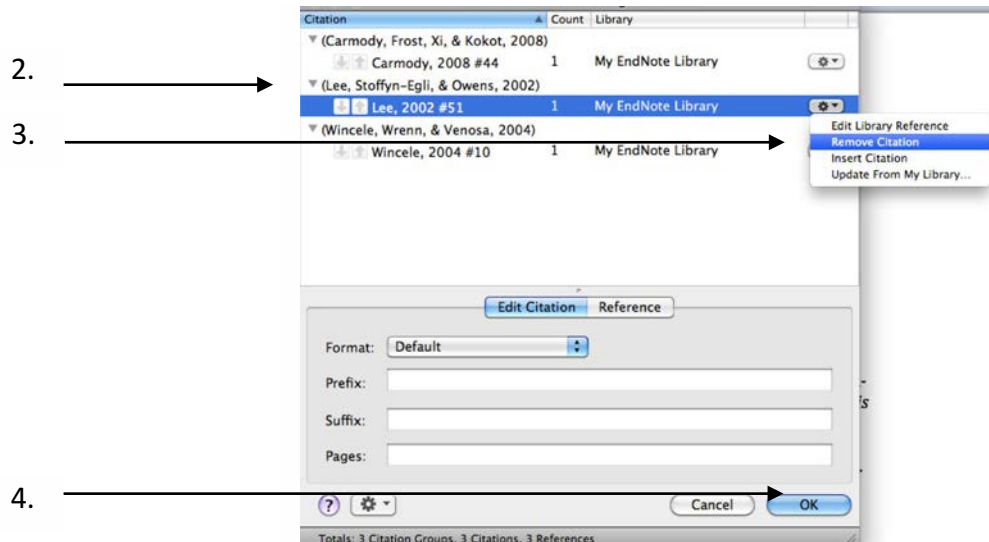 Citation Count Library
(Carmody, Frost, Xi, & Kokot, 2008)
Carmody, 2008 #44 1 My EndNote Library
2.
(Lee, Stoffyn-Egli, & Owens, 2002)
Lee, 2002 #51 1 My EndNote Library
Edit Library Reference
3.
(Wincele, Wrenn, & Venosa, 2004)
Remove Citation
Wincele, 2004 #10 1 My EndNote Library
Insert Citation
Update From My Library...
Edit Citation Reference
Format: Default
Prefix:
is
Suffix:
Pages:
4.
? Cancel OK
Totals: 3 Citation Groups, 3 Citations, 3 References